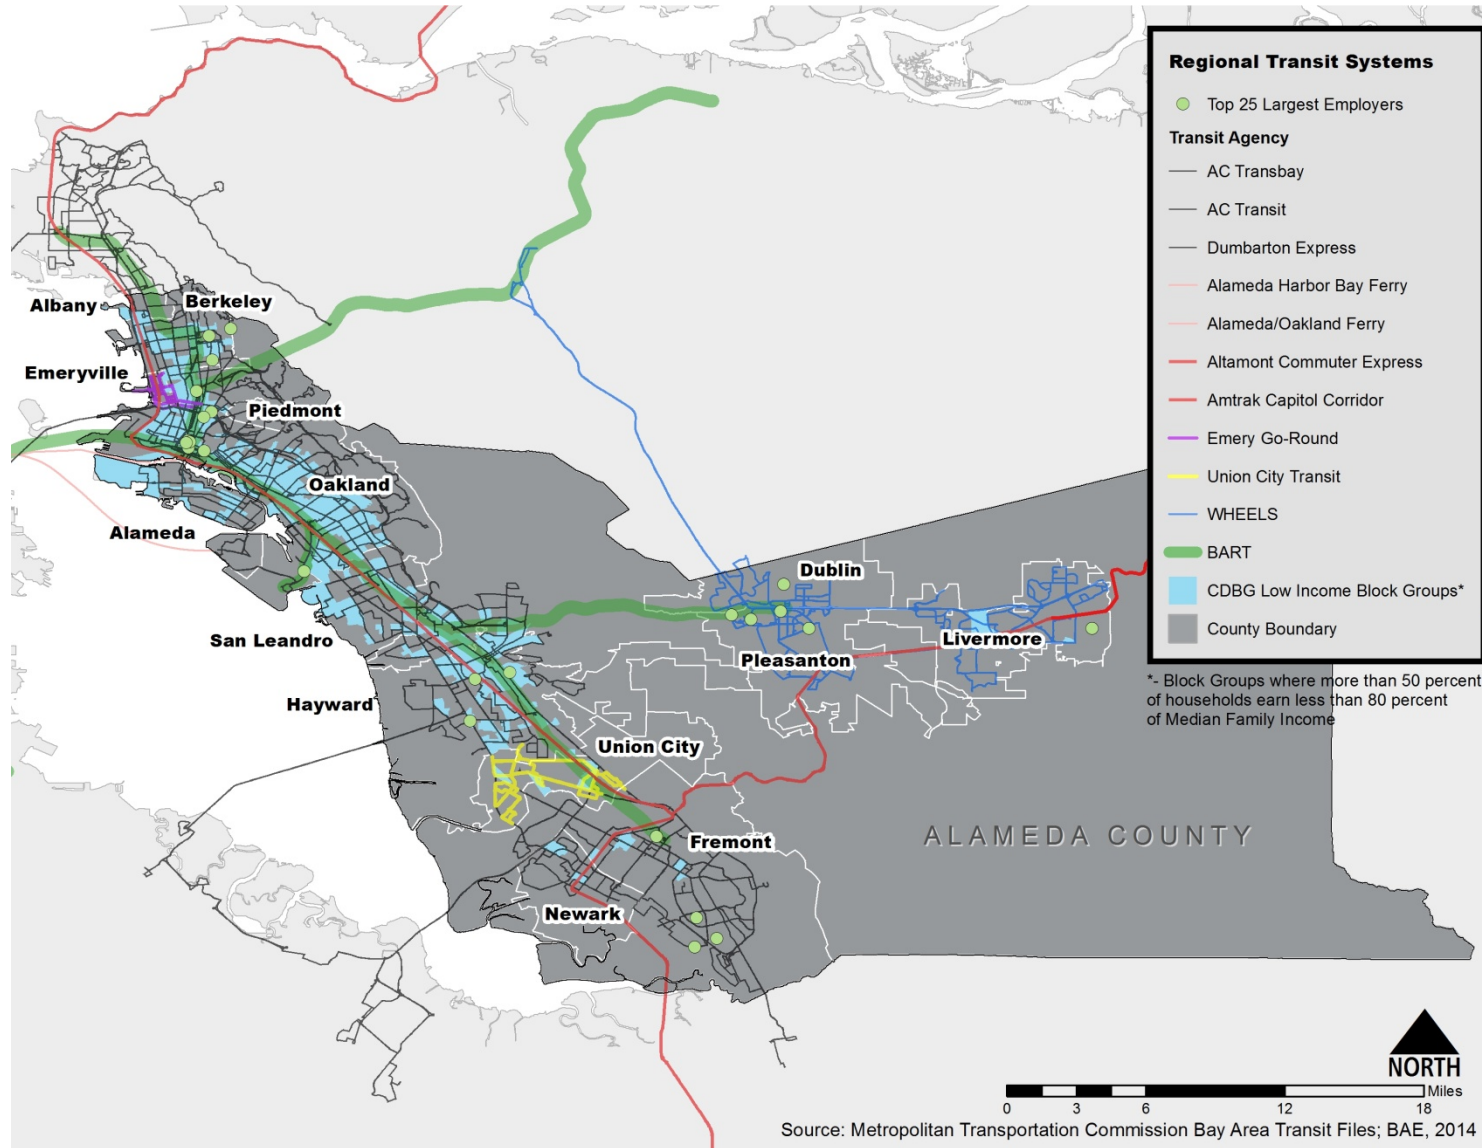 Regional Transit Systems
Top 25 Largest Employers
Transit Agency
AC Transbay
AC Transit
Dumbarton Express
Alameda Harbor Bay Ferry
Alameda/Oakland Ferry
Altamont Commuter Express
Amtrak Capitol Corridor
Emery Go-Round
Union City Transit
WHEELS
BART
CDBG Low Income Block Groups*
County Boundary
*- Block Groups where more than 50 percent
of households earn less than 80 percent
of Median Family Income
Albany
Berkeley
Emeryville
Piedmont
Oakland
Alameda
Dublin
San Leandro
Livermore
Pleasanton
Hayward
Union City
Fremont
ALAMEDA COUNTY
Newark
NORTH
Miles
0 3 6 12 18
Source: Metropolitan Transportation Commission Bay Area Transit Files; BAE, 2014